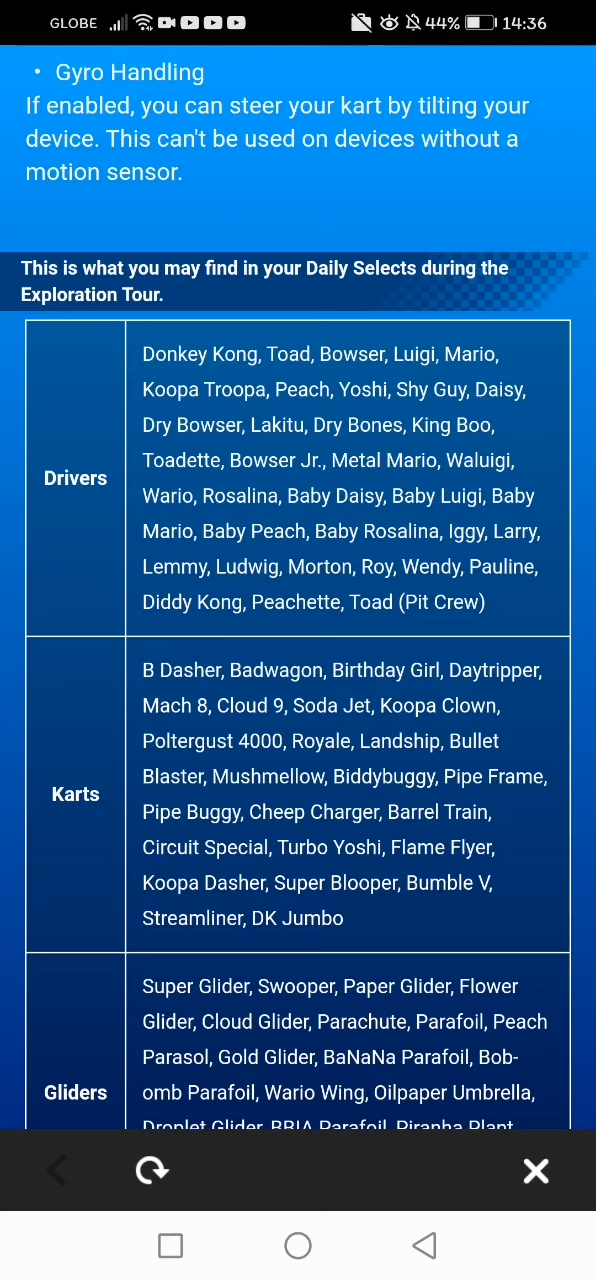 GLOBE 44% 14:36
• Gyro Handling
If enabled, you can steer your kart by tilting your
device. This can't be used on devices without a
motion sensor.
This is what you may find in your Daily Selects during the
Exploration Tour.
Drivers
Donkey Kong, Toad, Bowser, Luigi, Mario,
Koopa Troopa, Peach, Yoshi, Shy Guy, Daisy,
Dry Bowser, Lakitu, Dry Bones, King Boo,
Toadette, Bowser Jr., Metal Mario, Waluigi,
Wario, Rosalina, Baby Daisy, Baby Luigi, Baby
Mario, Baby Peach, Baby Rosalina, Iggy, Larry,
Lemmy, Ludwig, Morton, Roy, Wendy, Pauline,
Diddy Kong, Peachette, Toad (Pit Crew)
Karts
B Dasher, Badwagon, Birthday Girl, Daytripper,
Mach 8, Cloud 9, Soda Jet, Koopa Clown,
Poltergust 4000, Royale, Landship, Bullet
Blaster, Mushmellow, Biddybuggy, Pipe Frame,
Pipe Buggy, Cheep Charger, Barrel Train,
Circuit Special, Turbo Yoshi, Flame Flyer,
Koopa Dasher, Super Blooper, Bumble V,
Streamliner, DK Jumbo
Gliders
Super Glider, Swooper, Paper Glider, Flower
Glider, Cloud Glider, Parachute, Parafoil, Peach
Parasol, Gold Glider, BaNaNa Parafoil, Bob-
omb Parafoil, Wario Wing, Oilpaper Umbrella,
Droplet Glider, BBIA Parafoil, Piranha Plant